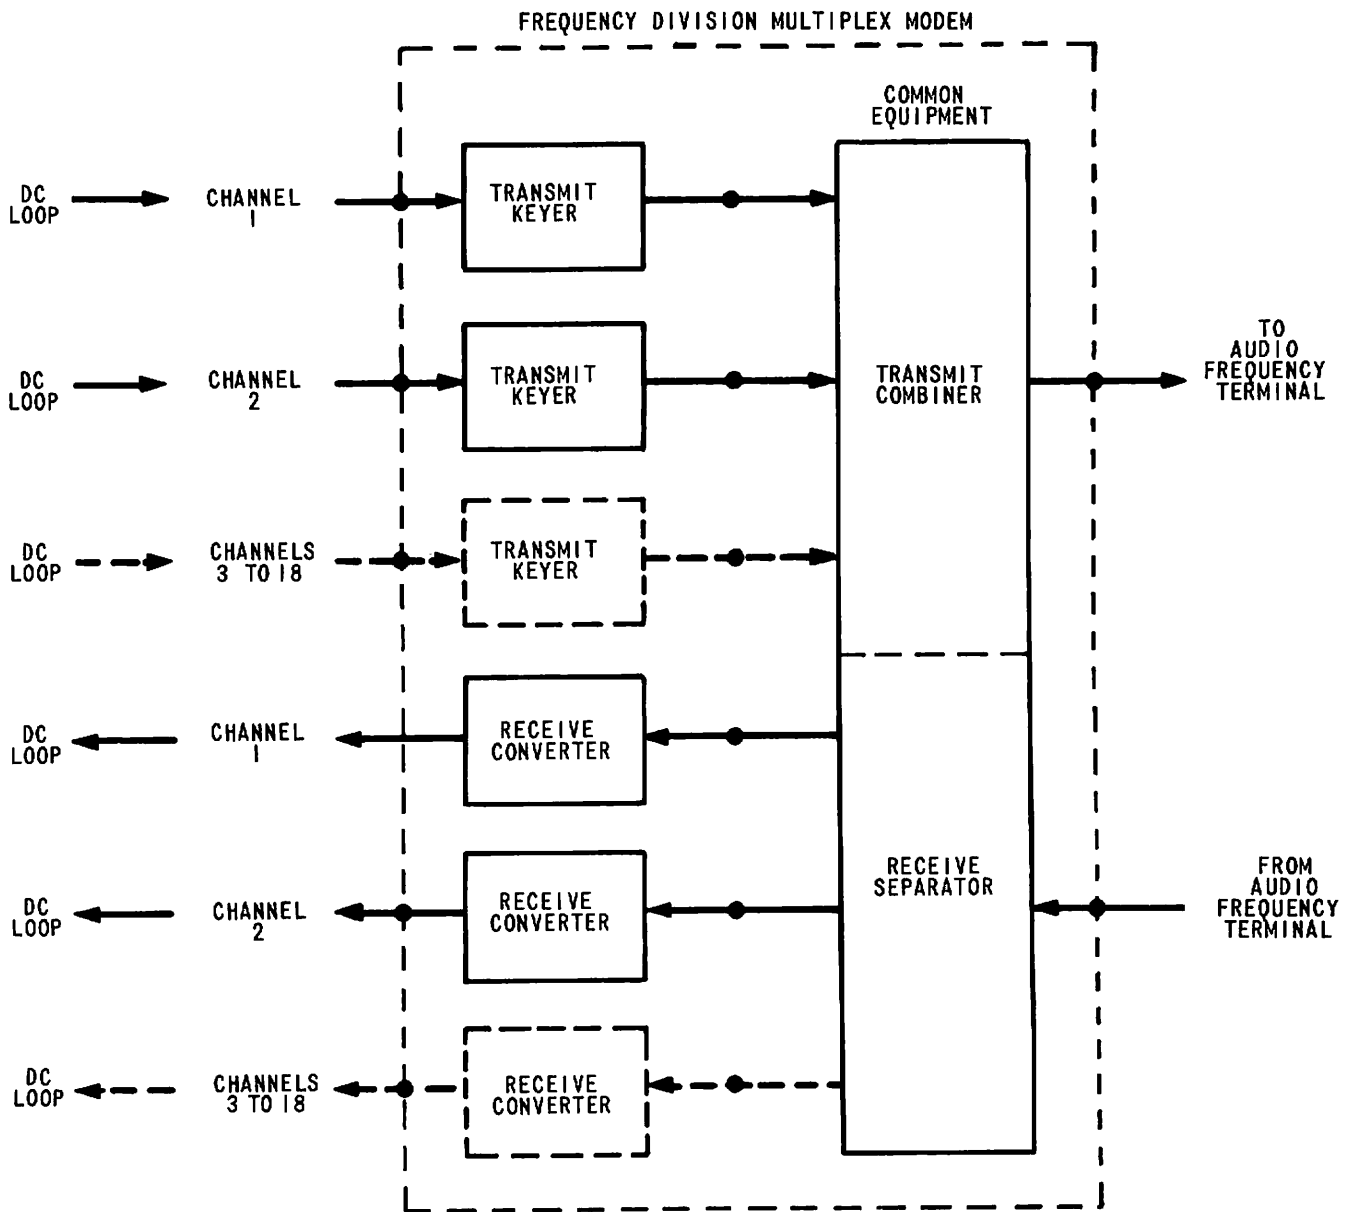 FREQUENCY DIVISION MULTIPLEX MODEM
COMMON
EQUIPMENT
DC
LOOP
CHANNEL
1
TRANSMIT
KEYER
DC
LOOP
CHANNEL
2
TRANSMIT
KEYER
TRANSMIT
COMBINER
TO
AUDIO
FREQUENCY
TERMINAL
DC
LOOP
CHANNELS
3 TO 18
TRANSMIT
KEYER
DC
LOOP
CHANNEL
1
RECEIVE
CONVERTER
DC
LOOP
CHANNEL
2
RECEIVE
CONVERTER
RECEIVE
SEPARATOR
FROM
AUDIO
FREQUENCY
TERMINAL
DC
LOOP
CHANNELS
3 TO 18
RECEIVE
CONVERTER